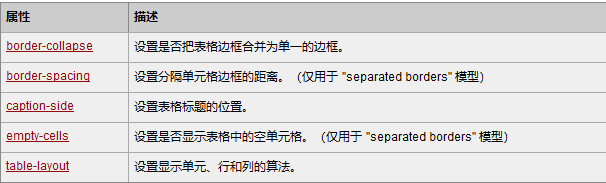 属性 描述
border-collapse 设置是否把表格边框合并为单一的边框。
border-spacing 设置分隔单元格边框的距离。（仅用于 "separated borders" 模型）
caption-side 设置表格标题的位置。
empty-cells 设置是否显示表格中的空单元格。（仅用于 "separated borders" 模型）
table-layout 设置显示单元、行和列的算法。